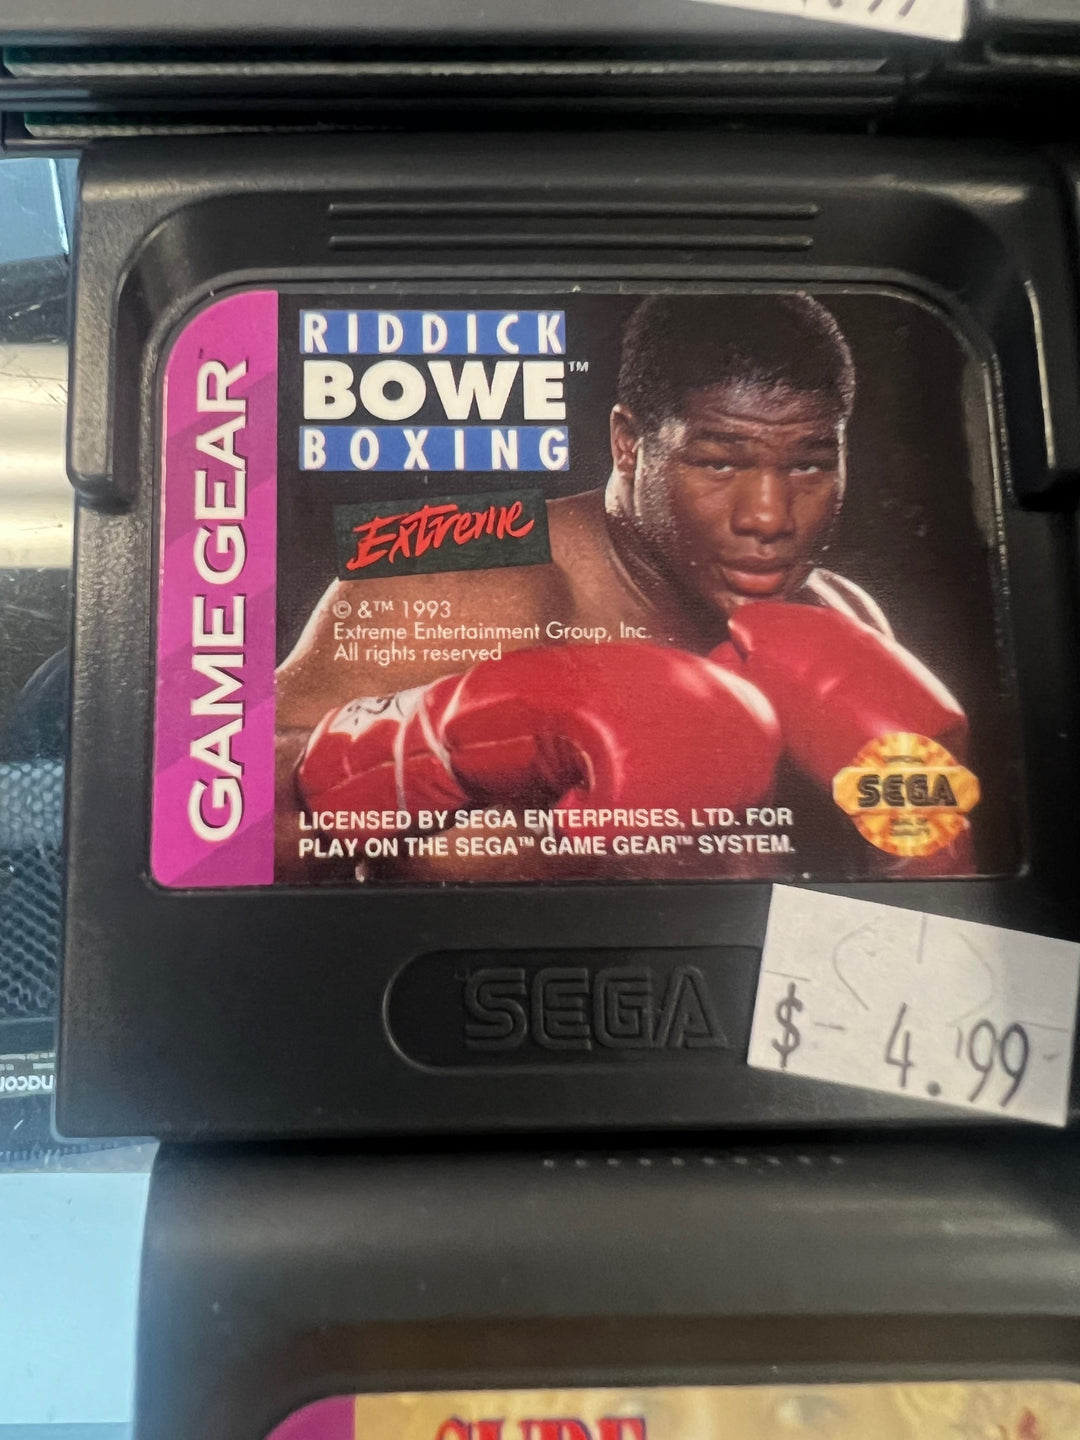 GAME GEAR™
RIDDICK
BOWE™
BOXING
Extreme
© &™ 1993
Extreme Entertainment Group, Inc.
All rights reserved
LICENSED BY SEGA ENTERPRISES, LTD. FOR
PLAY ON THE SEGA™ GAME GEAR™ SYSTEM.
SEGA
SEGA
$ - 4.99 -